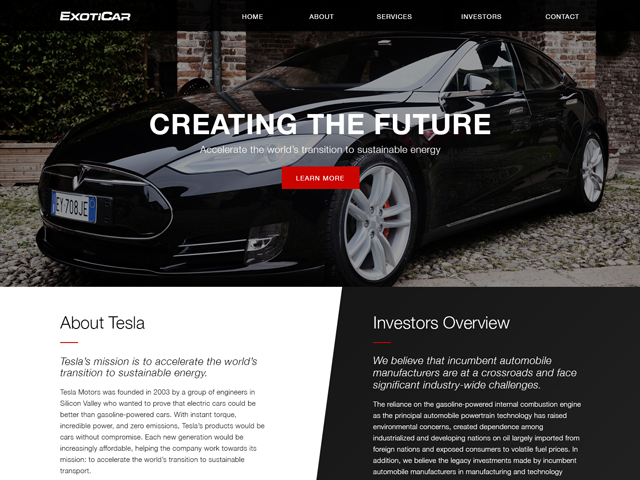 EXOTICAR
HOME ABOUT SERVICES INVESTORS CONTACT
CREATING THE FUTURE
Accelerate the world's transition to sustainable energy
LEARN MORE
EY 708JE
About Tesla
Tesla's mission is to accelerate the world's
transition to sustainable energy.
Tesla Motors was founded in 2003 by a group of engineers in
Silicon Valley who wanted to prove that electric cars could be
better than gasoline-powered cars. With instant torque,
incredible power, and zero emissions, Tesla's products would be
cars without compromise. Each new generation would be
increasingly affordable, helping the company work towards its
mission: to accelerate the world's transition to sustainable
transport.
Investors Overview
We believe that incumbent automobile
manufacturers are at a crossroads and face
significant industry-wide challenges.
The reliance on the gasoline-powered internal combustion engine
as the principal automobile powertrain technology has raised
environmental concerns, created dependence among
industrialized and developing nations on oil largely imported from
foreign nations and exposed consumers to volatile fuel prices. In
addition, we believe the legacy investments made by incumbent
automobile manufacturers in manufacturing and technology